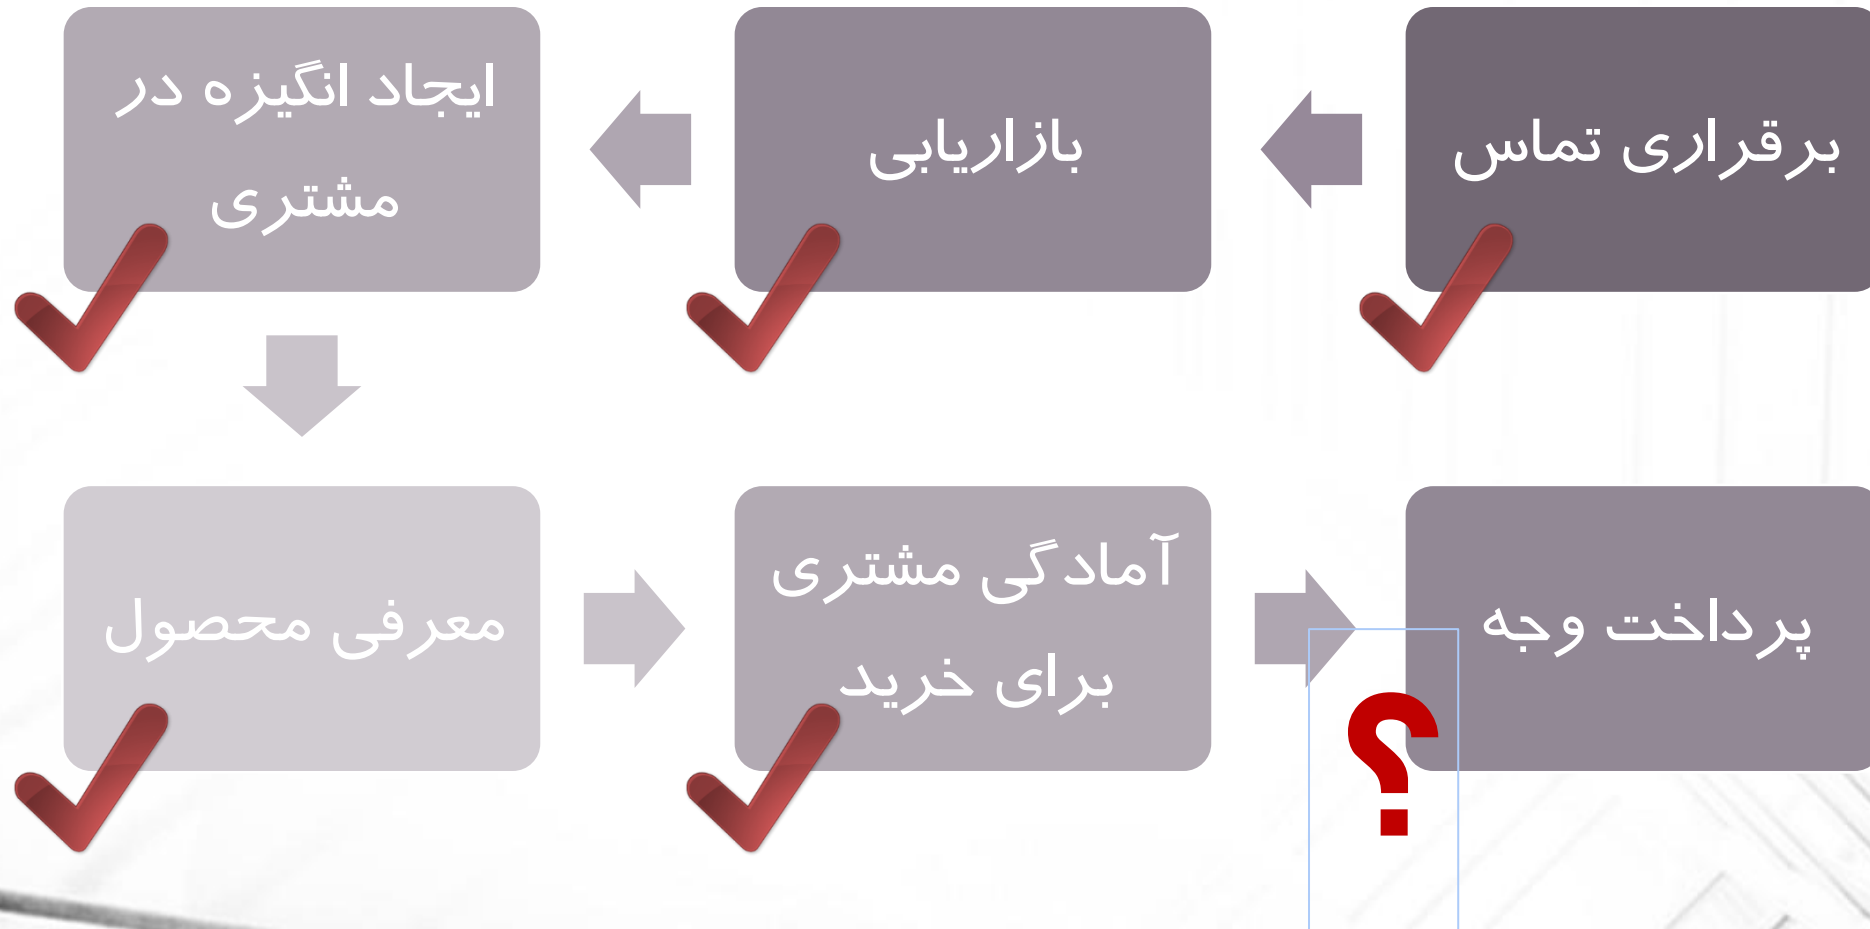 برقراری تماس
بازاریابی
ایجاد انگیزه در
مشتری
معرفی محصول
آمادگی مشتری
برای خرید
پرداخت وجه
؟